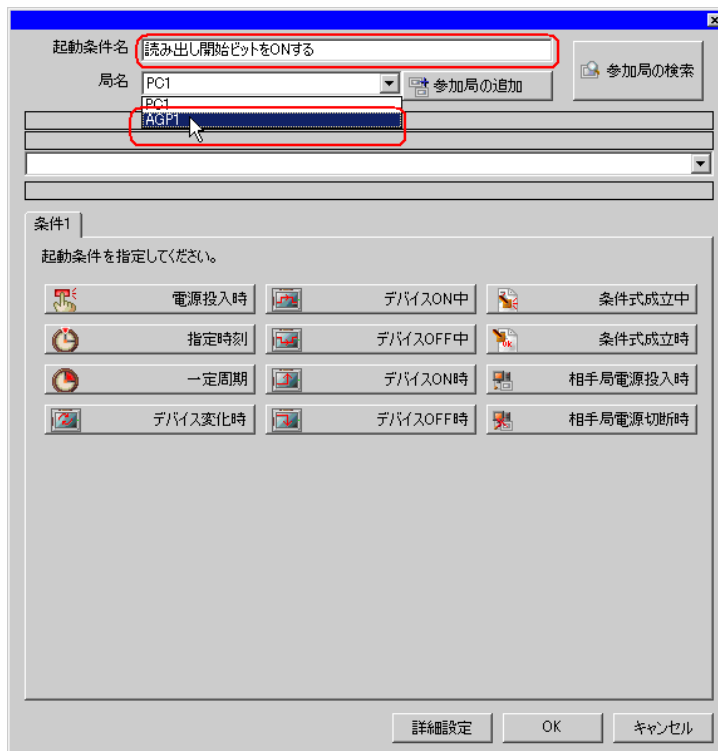 起動条件名 読み出し開始ビットをONする
局名 PC1 参加局の追加 参加局の検索
PC1
AGP1
条件1
起動条件を指定してください。
電源投入時 デバイスON中 条件式成立中
指定時刻 デバイスOFF中 条件式成立時
一定周期 デバイスON時 相手局電源投入時
デバイス変化時 デバイスOFF時 相手局電源切断時
詳細設定 OK キャンセル